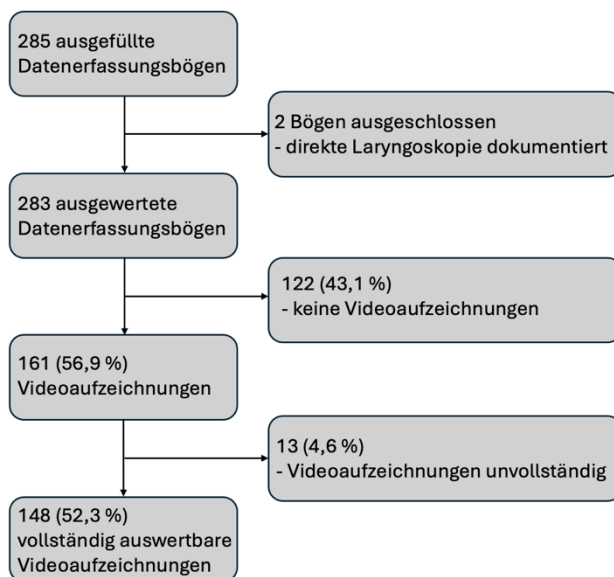 285 ausgefüllte
Datenerfassungsbögen
2 Bögen ausgeschlossen
- direkte Laryngoskopie dokumentiert
283 ausgewertete
Datenerfassungsbögen
122 (43,1 %)
- keine Videoaufzeichnungen
161 (56,9 %)
Videoaufzeichnungen
13 (4,6 %)
- Videoaufzeichnungen unvollständig
148 (52,3 %)
vollständig auswertbare
Videoaufzeichnungen